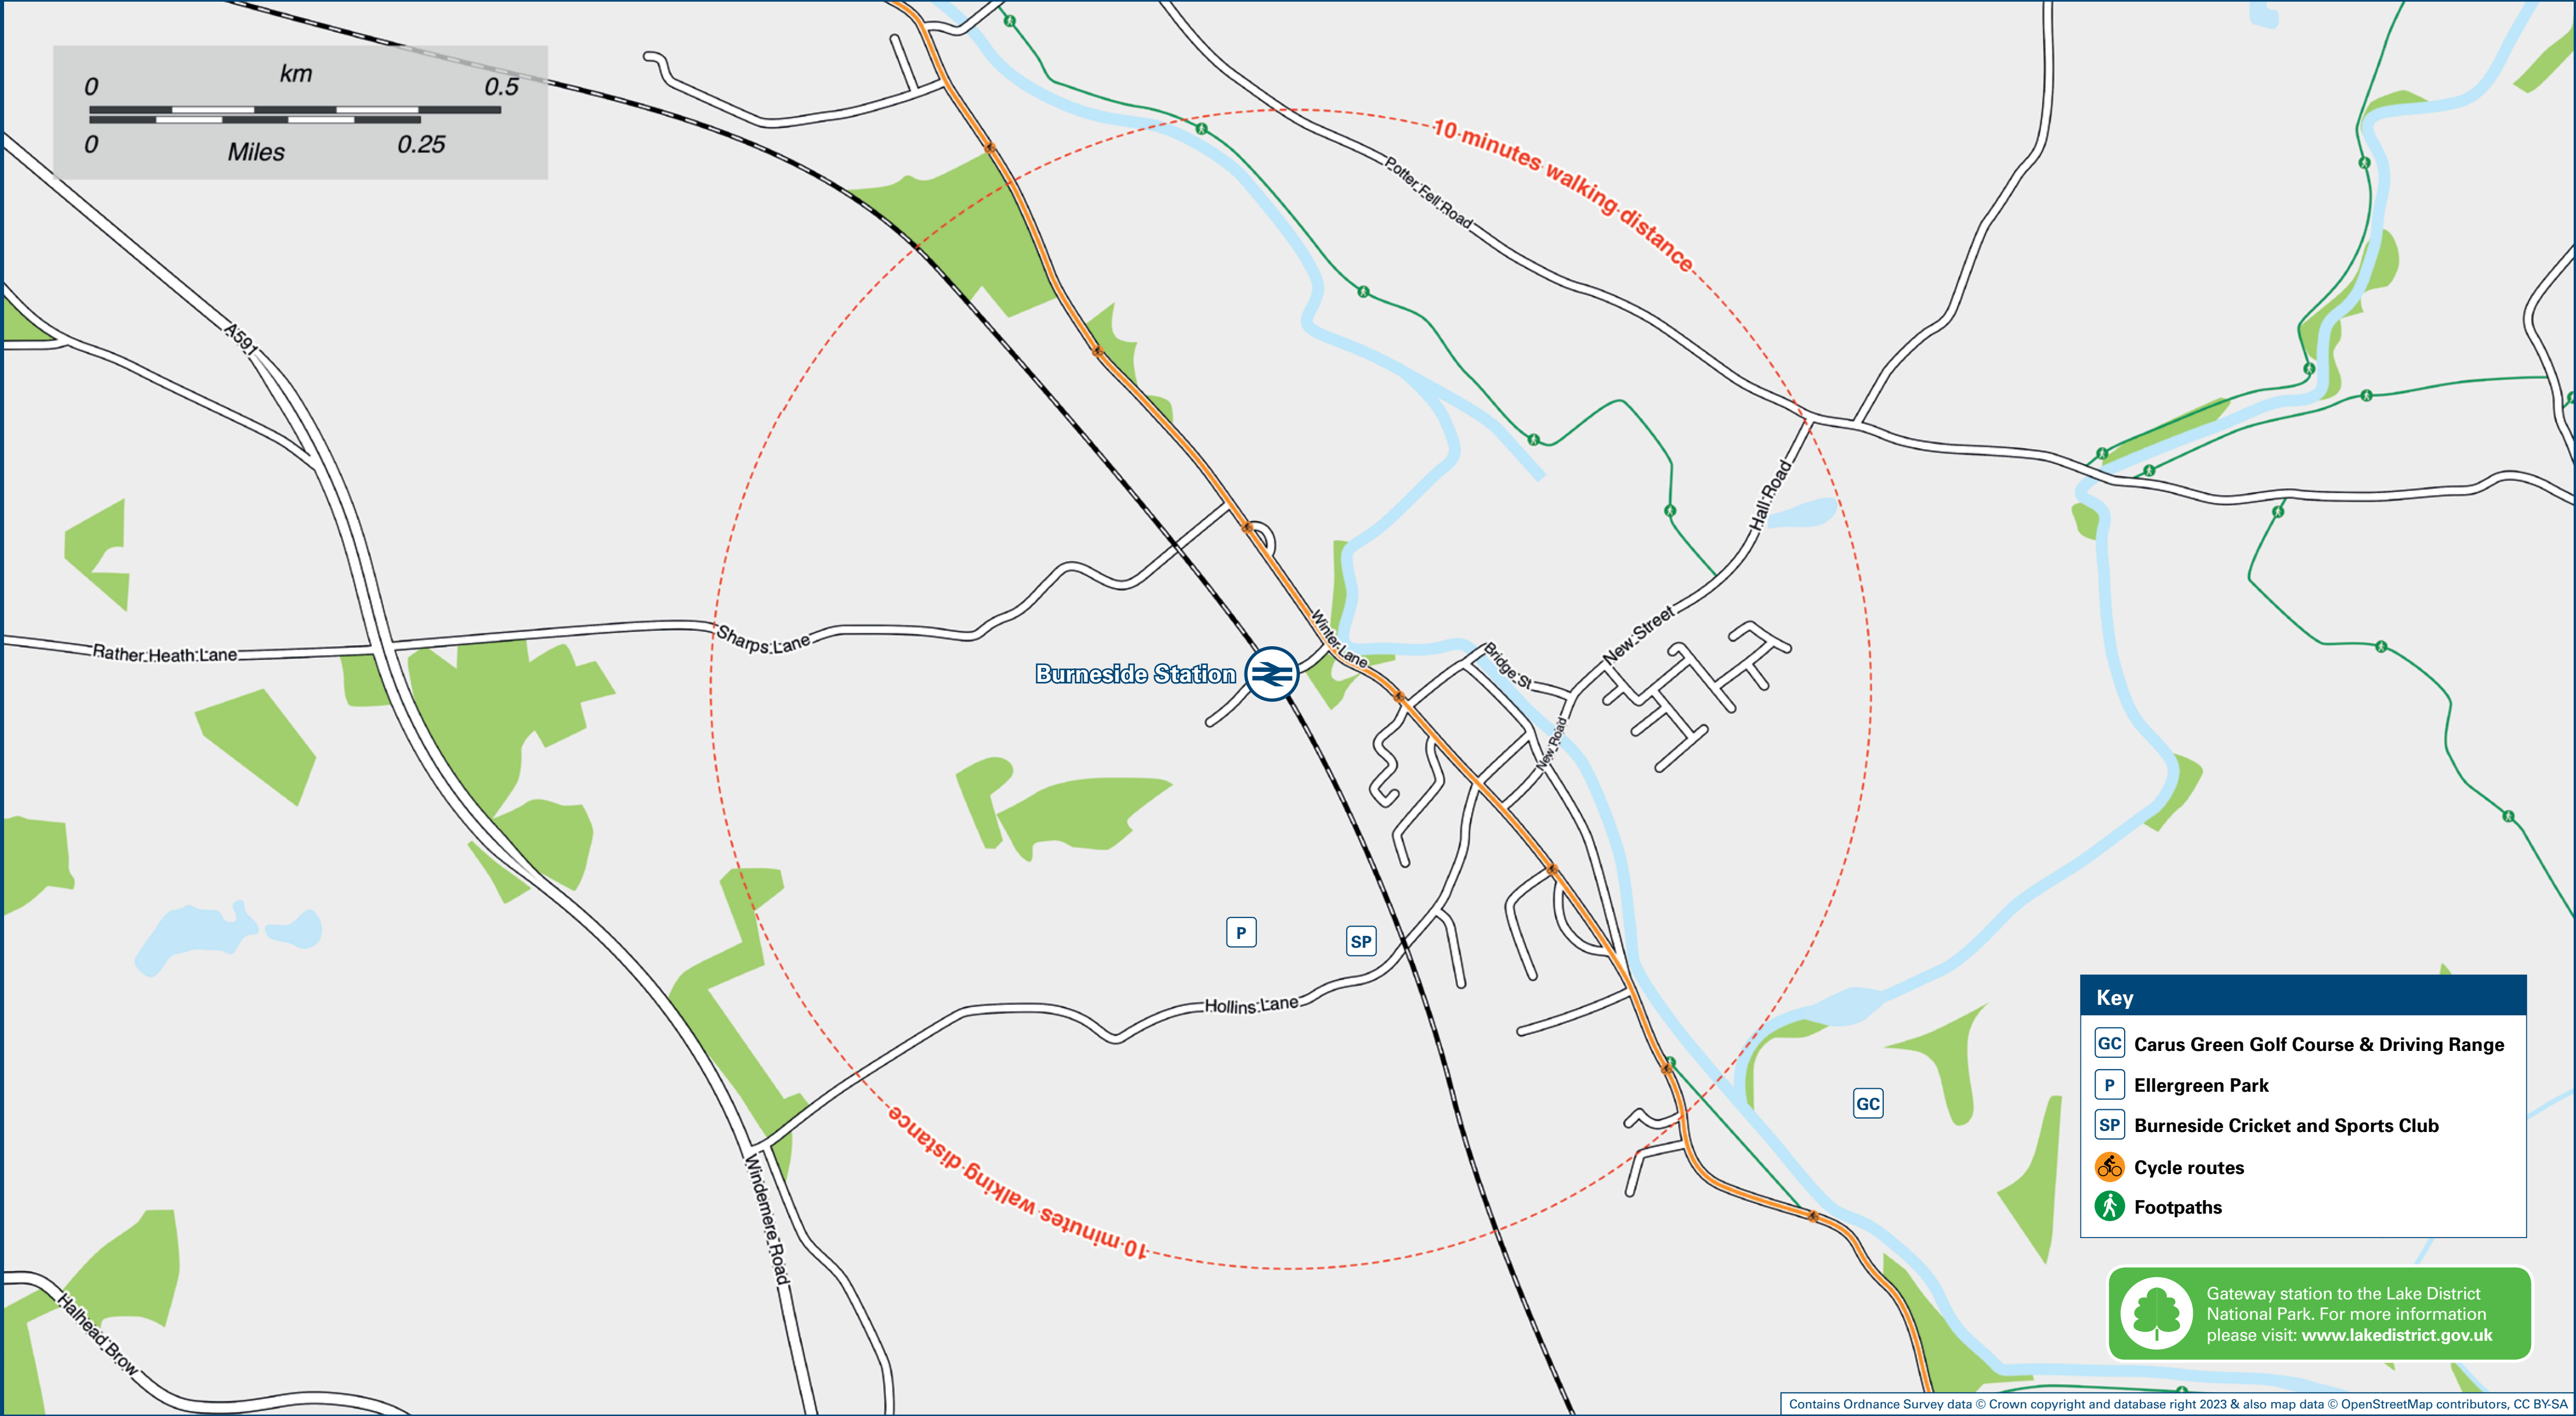 km
0
0.5
0
0.25
Miles
10 minutes walking distance
Potter Fell Road
A591
Hall Road
Rather Heath Lane
Sharps Lane
Winter Lane
New Street
Bridge St
Burneside Station
New Road
P
SP
Hollins Lane
GC
10 minutes walking distance
Windermere Road
Halhead Brow
Key
GC Carus Green Golf Course & Driving Range
P Ellergreen Park
SP Burneside Cricket and Sports Club
Cycle routes
Footpaths
Gateway station to the Lake District
National Park. For more information
please visit: www.lakedistrict.gov.uk
Contains Ordnance Survey data © Crown copyright and database right 2023 & also map data © OpenStreetMap contributors, CC BY-SA